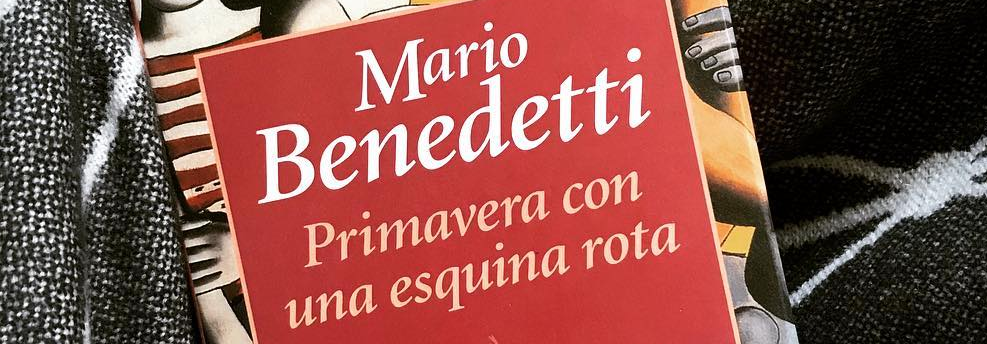 Mario
Benedetti
Primavera con
una esquina rota